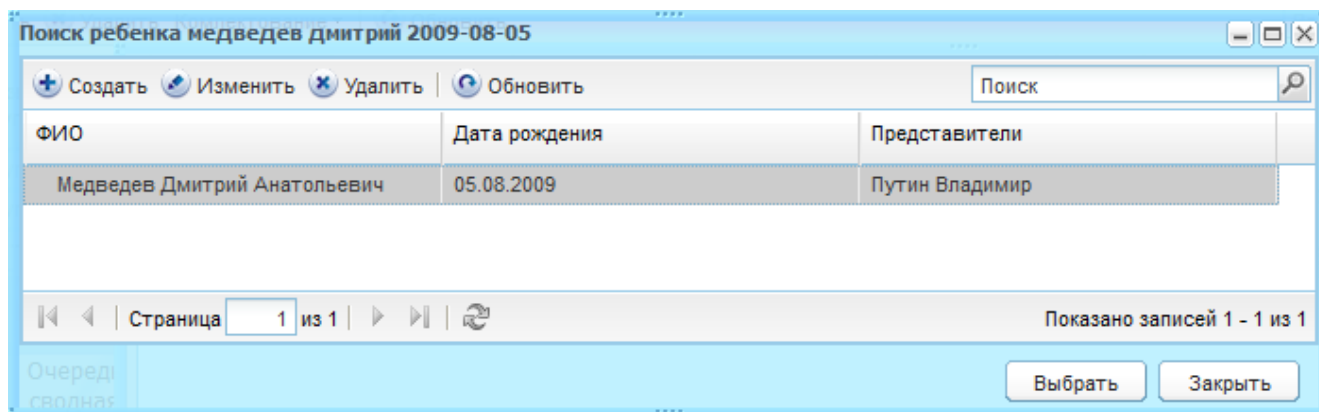 Поиск ребенка медведев дмитрий 2009-08-05
Создать Изменить Удалить Обновить Поиск
ФИО Дата рождения Представители
Медведев Дмитрий Анатольевич 05.08.2009 Путин Владимир
Страница 1 из 1 Показано записей 1 - 1 из 1
Выбрать Закрыть
сводная